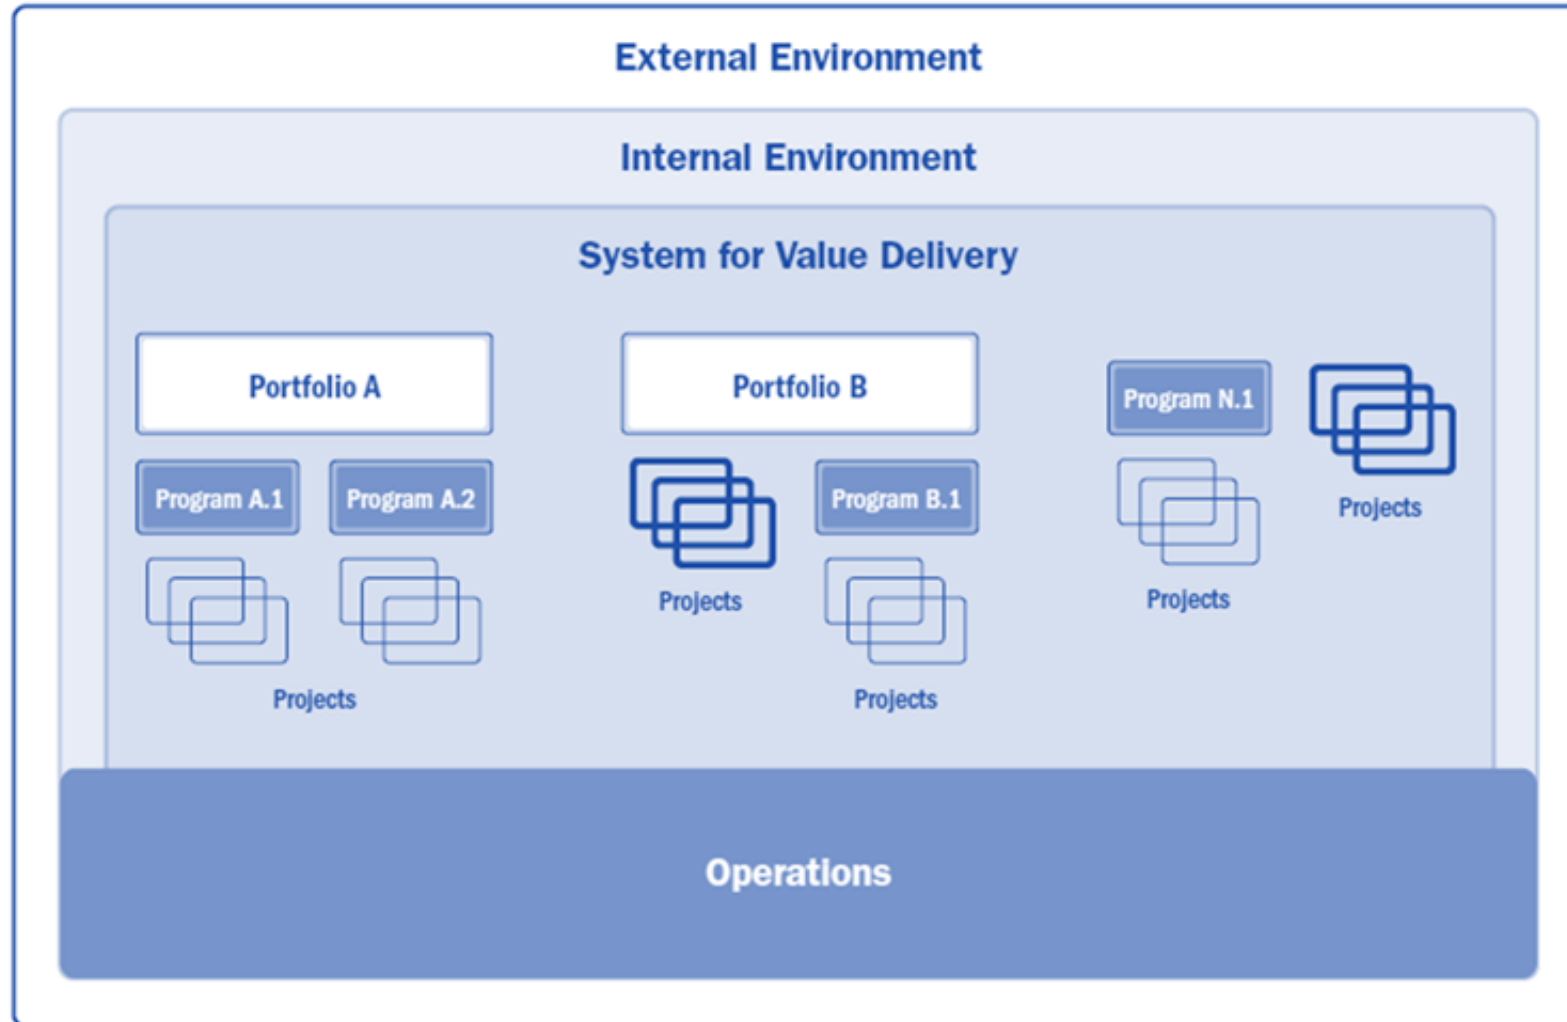 External Environment
Internal Environment
System for Value Delivery
Portfolio A
Portfolio B
Program N.1
Projects
Program A.1
Program A.2
Projects
Program B.1
Projects
Projects
Projects
Operations